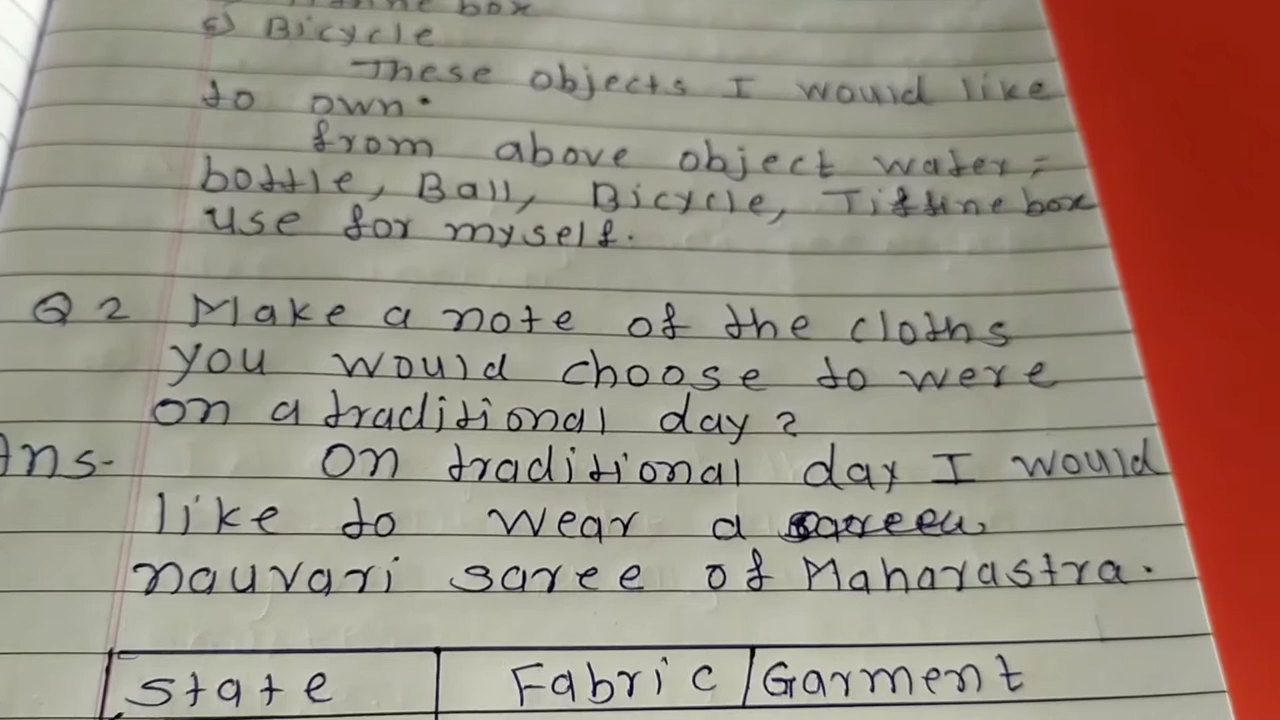 box
5) Bicycle
These objects I would like
to own.
from above object water -
bottle, Ball, Bicycle, Tiffine box
use for myself.
Q 2 Make a note of the cloths
you would choose to were
on a traditional day ?
Ans. On traditional day I would
like to wear a
nauvari saree of Maharastra.
State Fabric Garment